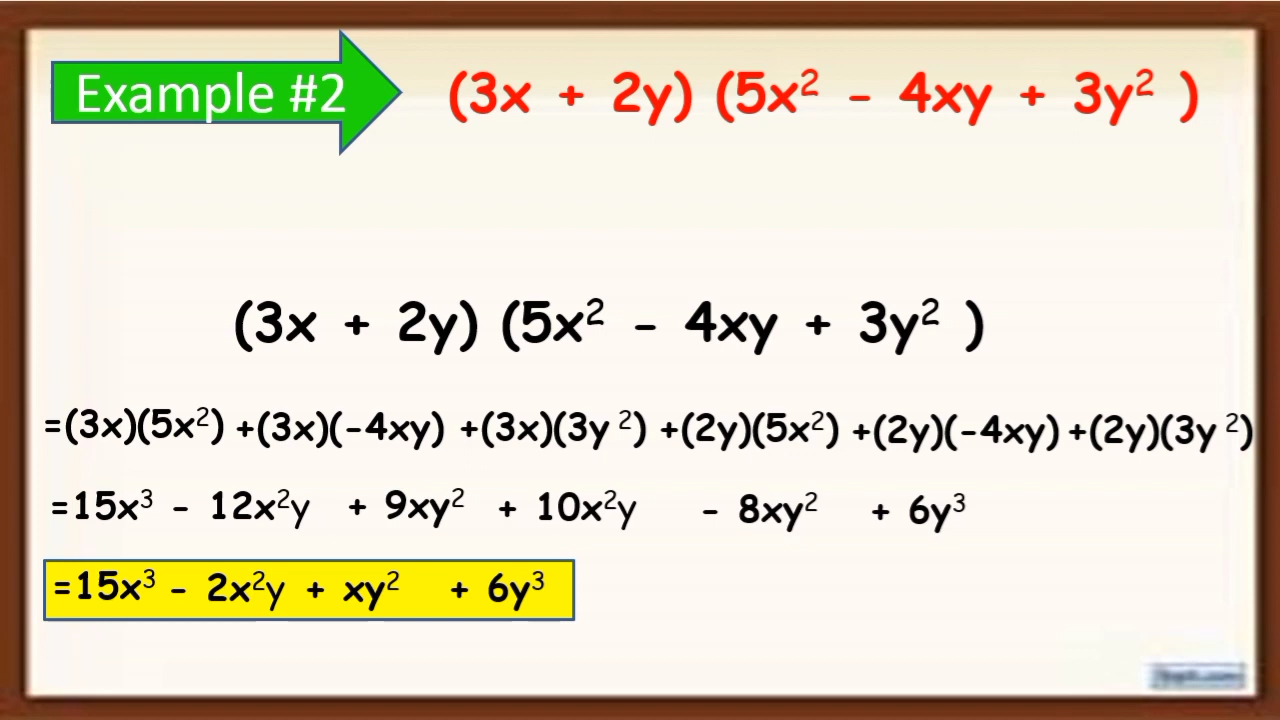 Example #2 (3x + 2y) (5x² - 4xy + 3y² )
(3x + 2y) (5x² - 4xy + 3y² )
=(3x)(5x²) +(3x)(-4xy) +(3x)(3y ²) +(2y)(5x²) +(2y)(-4xy) +(2y)(3y ²)
=15x³ - 12x²y + 9xy² + 10x²y - 8xy² + 6y³
=15x³ - 2x²y + xy² + 6y³